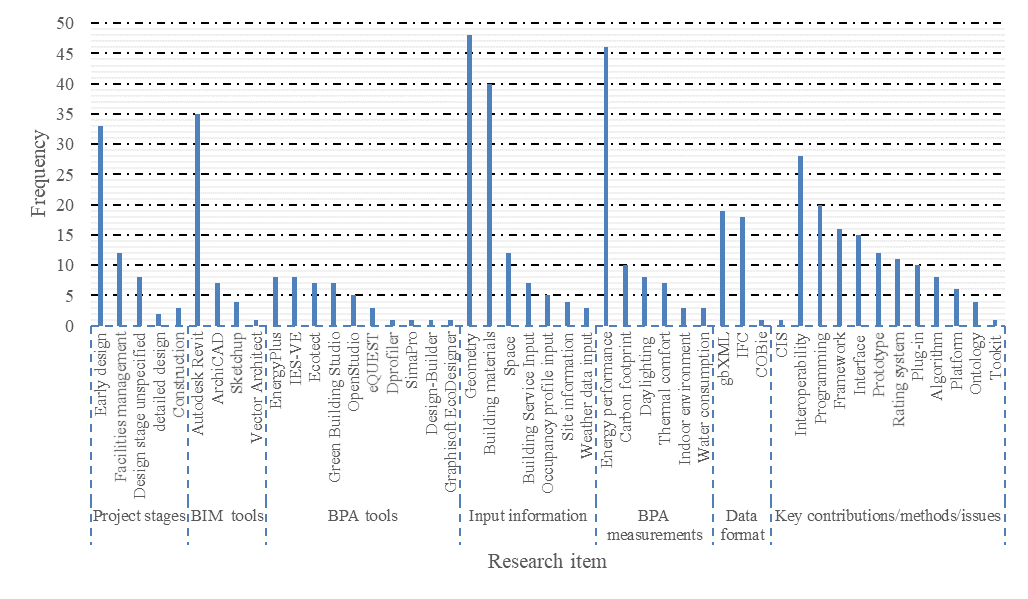 50
45
40
35
30
25
20
15
10
5
0
Frequency
Early design
Facilities management
Design stage unspecified
detailed design
Construction
Autodesk Revit
ArchiCAD
Sketchup
Vector Architect
EnergyPlus
IES-VE
Ecotect
Green Building Studio
OpenStudio
eQUEST
Dprofiler
SimaPro
Design-Builder
Graphisoft EcoDesigner
Geometry
Building materials
Space
Building Service Input
Occupancy profile input
Site information
Weather data input
Energy performance
Carbon footprint
Daylighting
Thermal comfort
Indoor environment
Water consumption
gbXML
IFC
COBie
CIS
Interoperability
Programming
Framework
Interface
Prototype
Rating system
Plug-in
Algorithm
Platform
Ontology
Toolkit
Project stages
BIM tools
BPA tools
Input information
BPA
measurements
Data
format
Key contributions/methods/issues
Research item